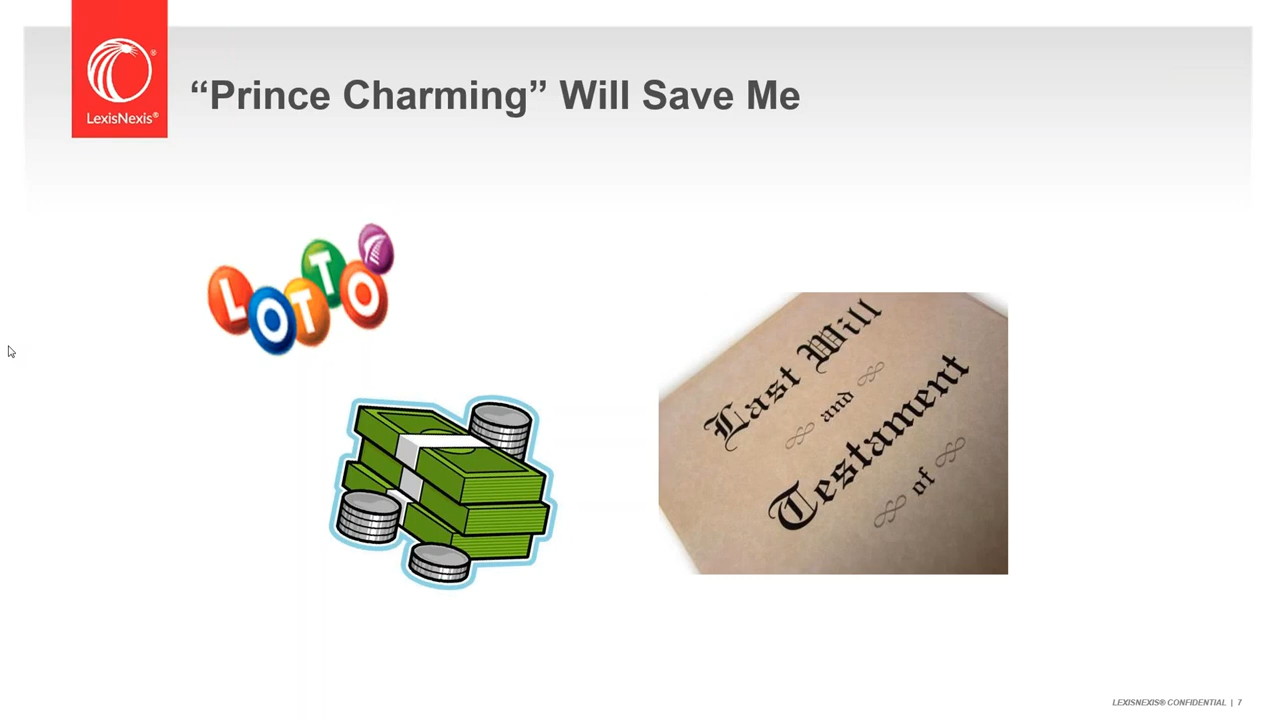 LexisNexis®
“Prince Charming” Will Save Me
LOTTO
Last Will
and
Testament
of
LEXISNEXIS® CONFIDENTIAL | 7